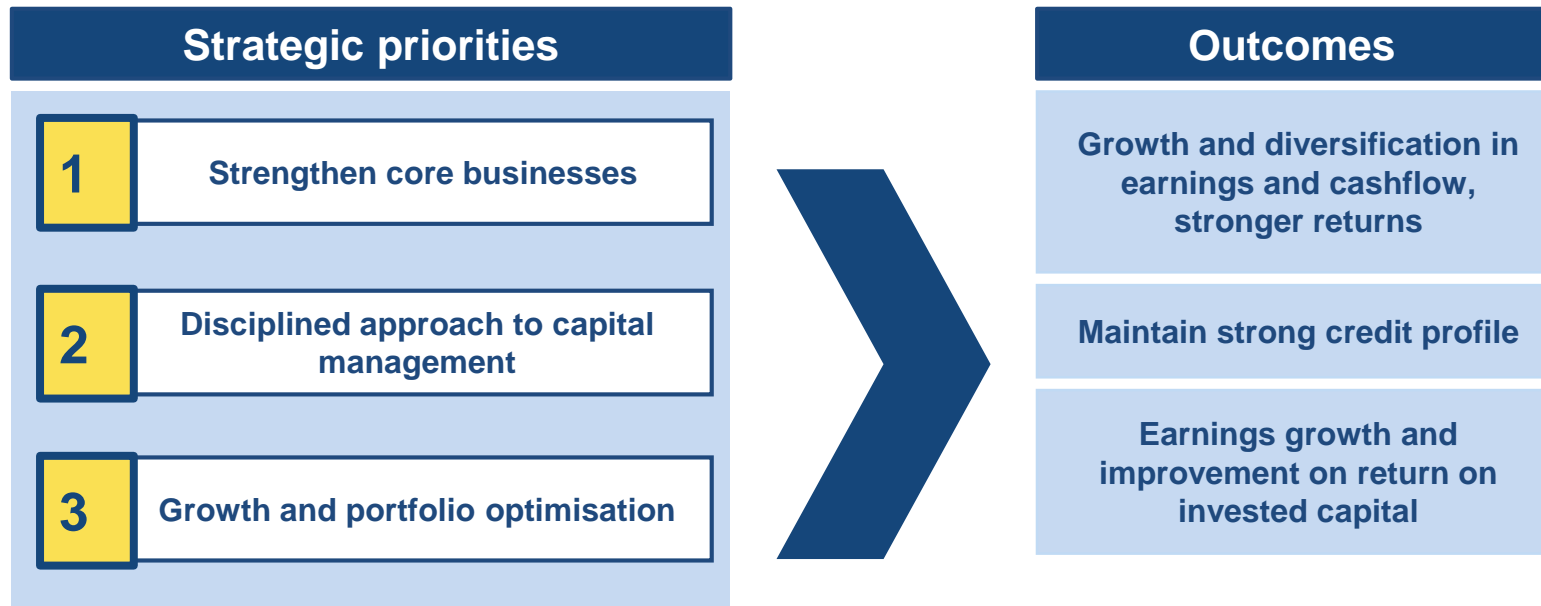 Strategic priorities
1
Strengthen core businesses
2
Disciplined approach to capital
management
3
Growth and portfolio optimisation
Outcomes
Growth and diversification in
earnings and cashflow,
stronger returns
Maintain strong credit profile
Earnings growth and
improvement on return on
invested capital